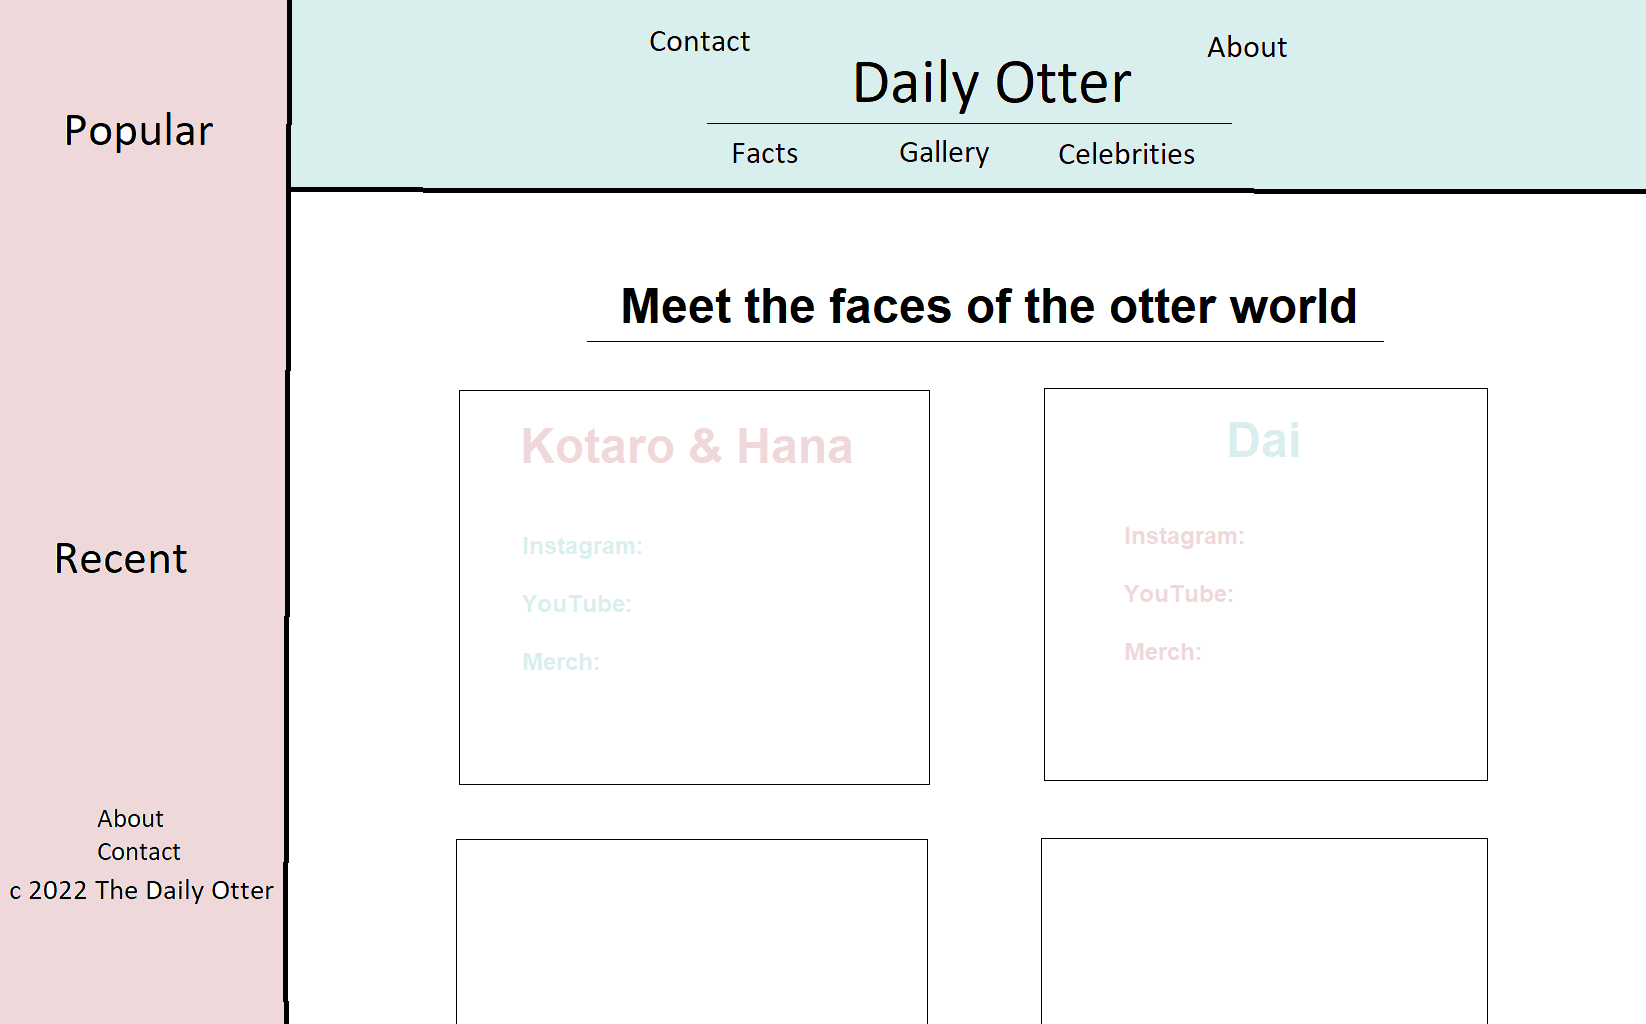 Popular
Recent
About
Contact
c 2022 The Daily Otter
Contact
About
Daily Otter
Facts Gallery Celebrities
Meet the faces of the otter world
Kotaro & Hana
Instagram:
YouTube:
Merch:
Dai
Instagram:
YouTube:
Merch: